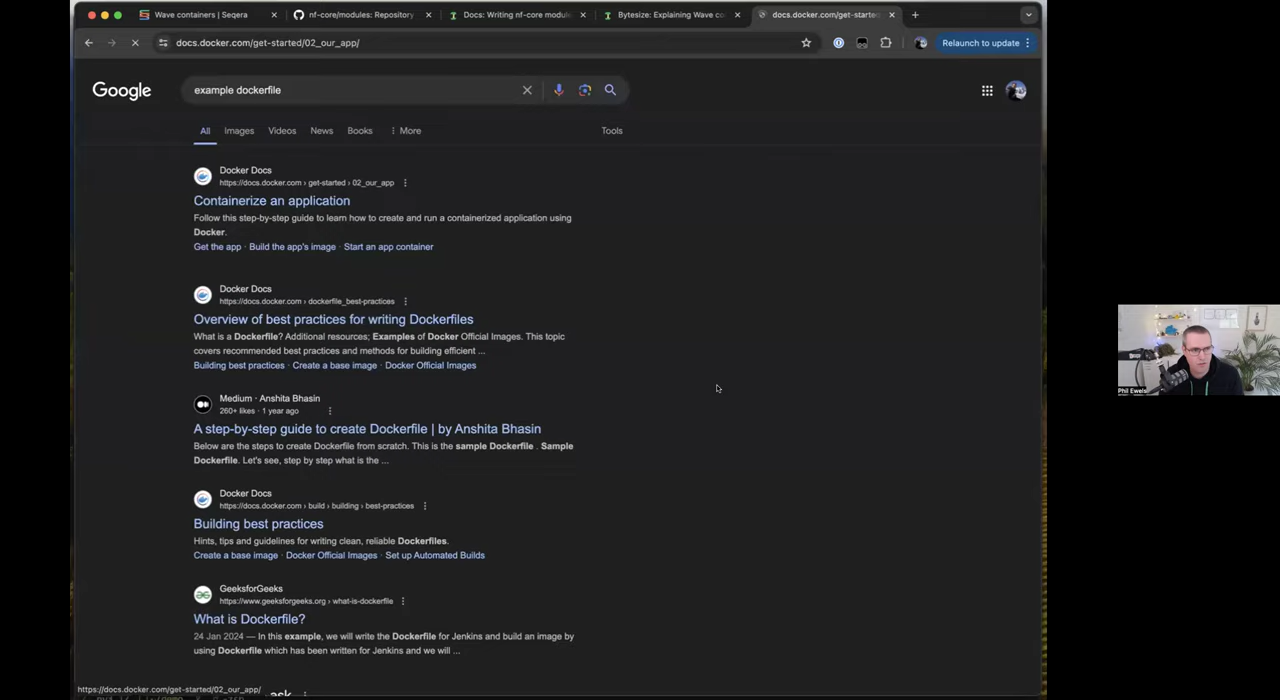 Wave containers | Seqera
nf-core/modules: Repository
Docs: Writing nf-core module
Bytesize: Explaining Wave co
docs.docker.com/get-started
docs.docker.com/get-started/02_our_app/
Relaunch to update
Google
example dockerfile
All
Images
Videos
News
Books
More
Tools
Docker Docs
https://docs.docker.com › get-started › 02_our_app
Containerize an application
Follow this step-by-step guide to learn how to create and run a containerized application using
Docker.
Get the app · Build the app's image · Start an app container
Docker Docs
https://docs.docker.com › dockerfile_best-practices
Overview of best practices for writing Dockerfiles
What is a Dockerfile? Additional resources; Examples of Docker Official Images. This topic
covers recommended best practices and methods for building efficient ...
Building best practices · Create a base image · Docker Official Images
Medium · Anshita Bhasin
260+ likes · 1 year ago
A step-by-step guide to create Dockerfile | by Anshita Bhasin
Below are the steps to create Dockerfile from scratch. This is the sample Dockerfile . Sample
Dockerfile. Let's see, step by step what is the ...
Docker Docs
https://docs.docker.com › build › building › best-practices
Building best practices
Hints, tips and guidelines for writing clean, reliable Dockerfiles.
Create a base image · Docker Official Images · Set up Automated Builds
GeeksforGeeks
https://www.geeksforgeeks.org › what-is-dockerfile
What is Dockerfile?
24 Jan 2024 — In this example, we will write the Dockerfile for Jenkins and build an image by
using Dockerfile which has been written for Jenkins and we will ...
https://docs.docker.com/get-started/02_our_app/
ask
Phil Ewels